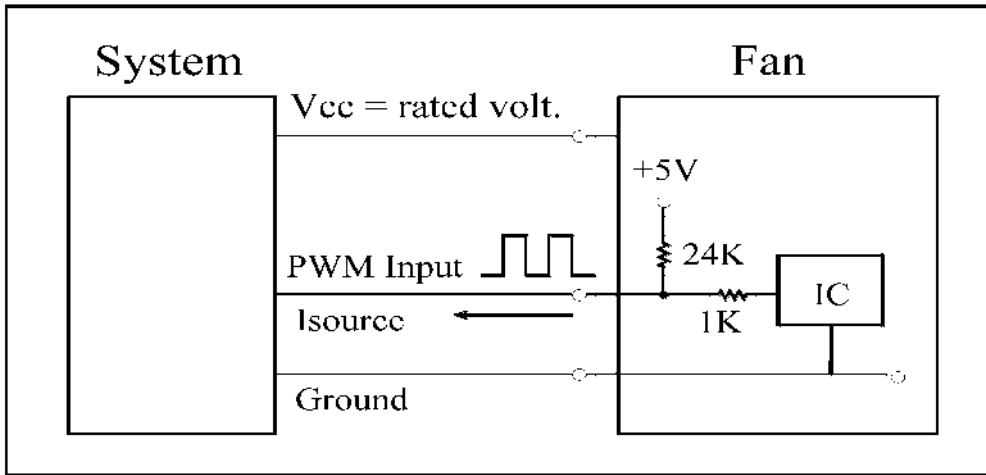 System
Fan
Vcc = rated volt.
+5V
24K
PWM Input
IC
1K
Isource
Ground